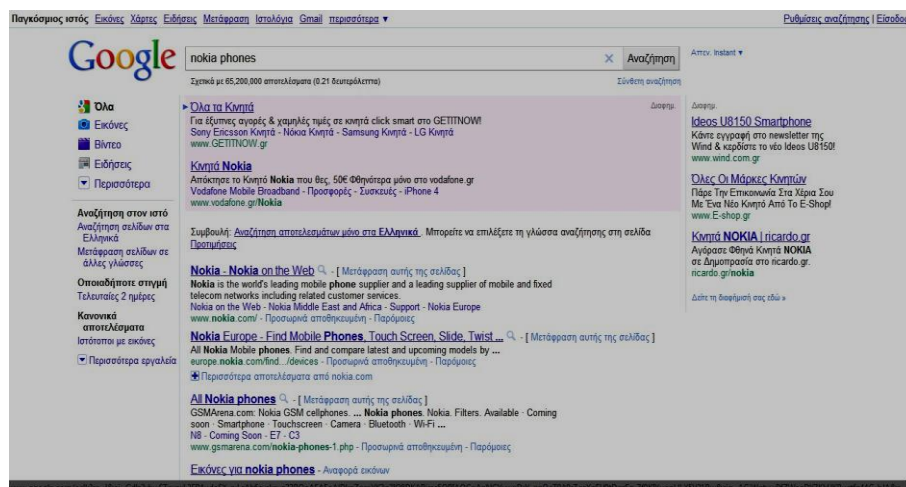 Παγκόσμιος ιστός Εικόνες Χάρτες Ειδήσεις Μετάφραση Ιστολόγια Gmail περισσότερα ▼
Ρυθμίσεις αναζήτησης | Είσοδος
Google
nokia phones
Αναζήτηση
Απεν. Instant ▼
Σχετικά με 65,200,000 αποτελέσματα (0.21 δευτερόλεπτα)
Σύνθετη αναζήτηση
Όλα
Εικόνες
Βίντεο
Ειδήσεις
Περισσότερα
Αναζήτηση στον ιστό
Αναζήτηση σελίδων στα
Ελληνικά
Μετάφραση σελίδων σε
άλλες γλώσσες
Οποιαδήποτε στιγμή
Τελευταίες 2 ημέρες
Κανονικά
αποτελέσματα
Ιστότοποι με εικόνες
Περισσότερα εργαλεία
Όλα τα Κινητά
Διαφημ.
Για έξυπνες αγορές & χαμηλές τιμές σε κινητά click smart στο GETITNOW!
Sony Ericsson Κινητά - Νόκια Κινητά - Samsung Κινητά - LG Κινητά
www.GETITNOW.gr
Κινητά Nokia
Απόκτησε το Κινητό Nokia που θες, 50€ Φθηνότερα μόνο στο vodafone.gr
Vodafone Mobile Broadband - Προσφορές - Συσκευές - iPhone 4
www.vodafone.gr/Nokia
Συμβουλή: Αναζήτηση αποτελεσμάτων μόνο στα Ελληνικά . Μπορείτε να επιλέξετε τη γλώσσα αναζήτησης στη σελίδα
Προτιμήσεις
Nokia - Nokia on the Web - [ Μετάφραση αυτής της σελίδας ]
Nokia is the world's leading mobile phone supplier and a leading supplier of mobile and fixed
telecom networks including related customer services.
Nokia on the Web - Nokia Middle East and Africa - Support - Nokia Europe
www.nokia.com/ - Προσωρινά αποθηκευμένη - Παρόμοιες
Nokia Europe - Find Mobile Phones, Touch Screen, Slide, Twist ... - [ Μετάφραση αυτής της σελίδας ]
All Nokia Mobile phones. Find and compare latest and upcoming models by ...
europe.nokia.com/find.../devices - Προσωρινά αποθηκευμένη - Παρόμοιες
Περισσότερα αποτελέσματα από nokia.com
All Nokia phones - [ Μετάφραση αυτής της σελίδας ]
GSMArena.com: Nokia GSM cellphones. ... Nokia phones. Nokia. Filters. Available · Coming
soon · Smartphone · Touchscreen · Camera · Bluetooth · Wi-Fi ...
N8 - Coming Soon - E7 - C3
www.gsmarena.com/nokia-phones-1.php - Προσωρινά αποθηκευμένη - Παρόμοιες
Εικόνες για nokia phones - Αναφορά εικόνων
Διαφημ.
Ideos U8150 Smartphone
Κάντε εγγραφή στο newsletter της
Wind & κερδίστε το νέο Ideos U8150!
www.wind.com.gr
Όλες Οι Μάρκες Κινητών
Πάρε Την Επικοινωνία Στα Χέρια Σου
Με Ένα Νέο Κινητό Από Το E-Shop!
www.E-shop.gr
Κινητά NOKIA | ricardo.gr
Αγόρασε Φθηνά Κινητά NOKIA
σε Δημοπρασία στο ricardo.gr.
ricardo.gr/nokia
Δείτε τη διαφήμισή σας εδώ »